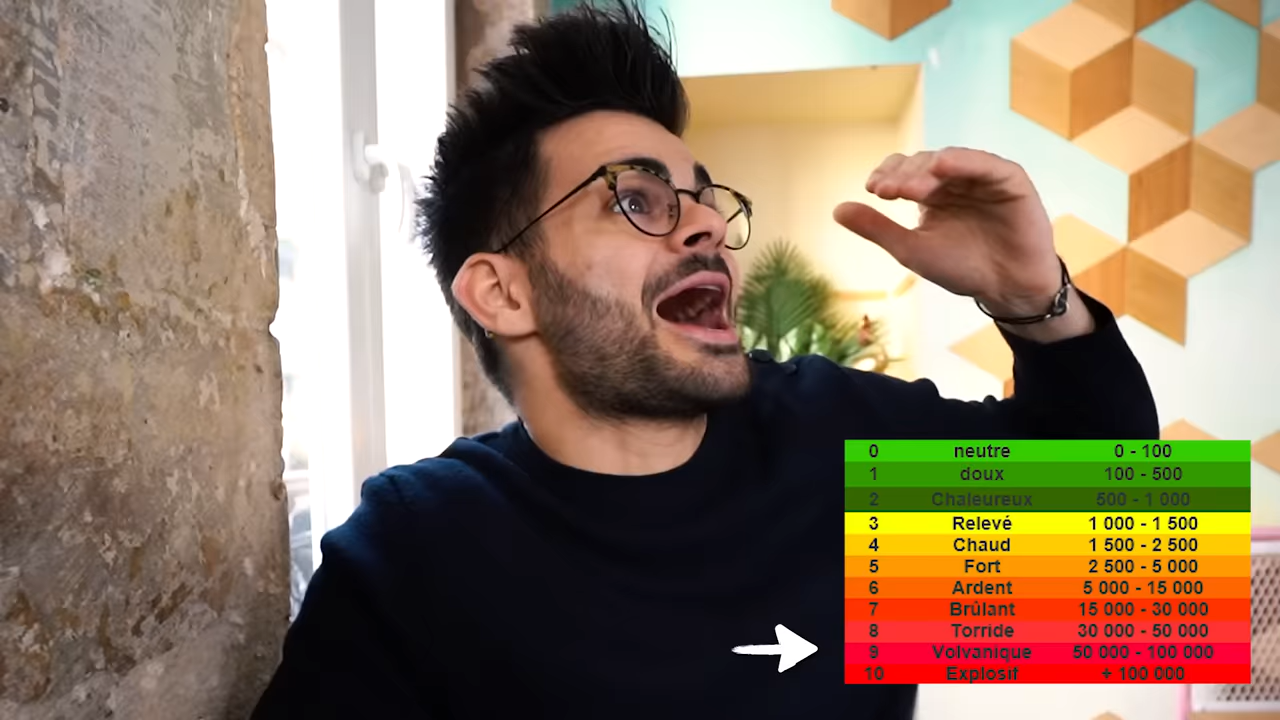 0 neutre 0 - 100
1 doux 100 - 500
2 Chaleureux 500 - 1 000
3 Relevé 1 000 - 1 500
4 Chaud 1 500 - 2 500
5 Fort 2 500 - 5 000
6 Ardent 5 000 - 15 000
7 Brûlant 15 000 - 30 000
8 Torride 30 000 - 50 000
9 Volvanique 50 000 - 100 000
10 Explosif + 100 000